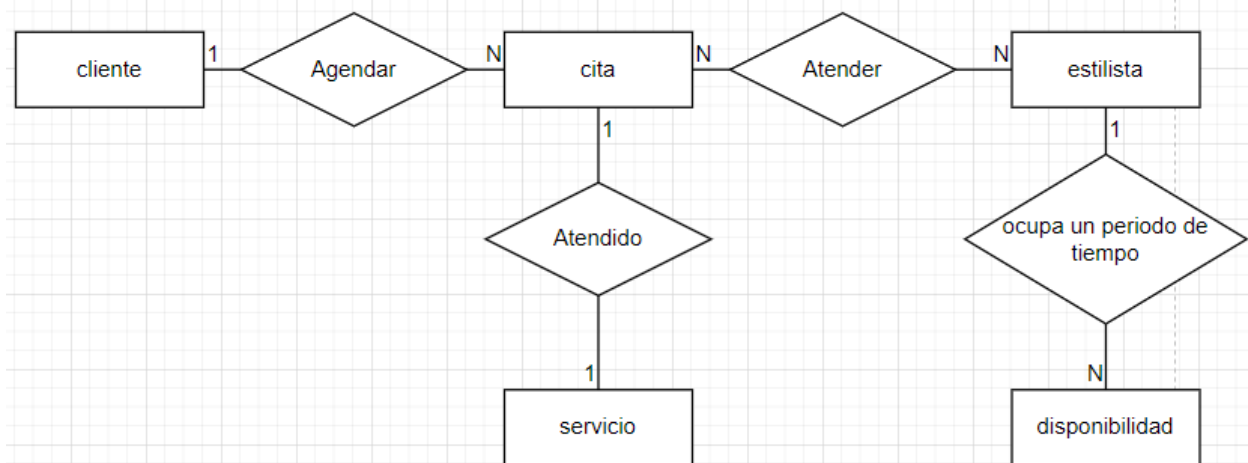 cliente
1
Agendar
N
cita
N
Atender
N
estilista
1
1
Atendido
ocupa un periodo de
tiempo
1
N
servicio
disponibilidad